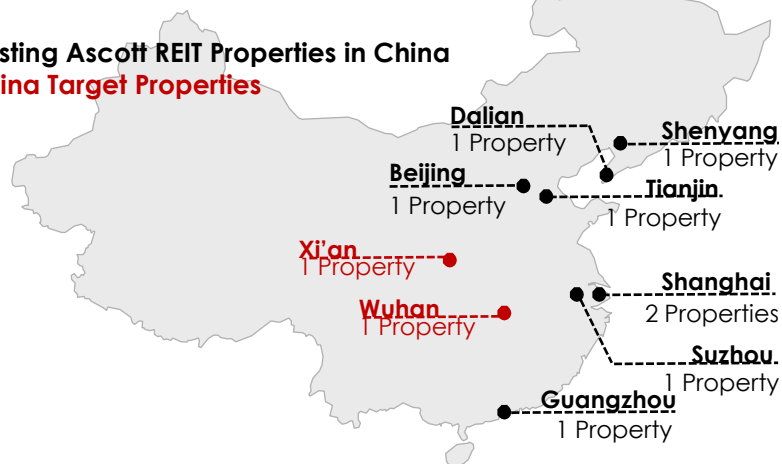 sting Ascott REIT Properties in China
ina Target Properties
Dalian
1 Property
Shenyang
1 Property
Beijing
1 Property
Tianjin
1 Property
Xi'an
1 Property
Shanghai
2 Properties
Wuhan
1 Property
Suzhou
1 Property
Guangzhou
1 Property